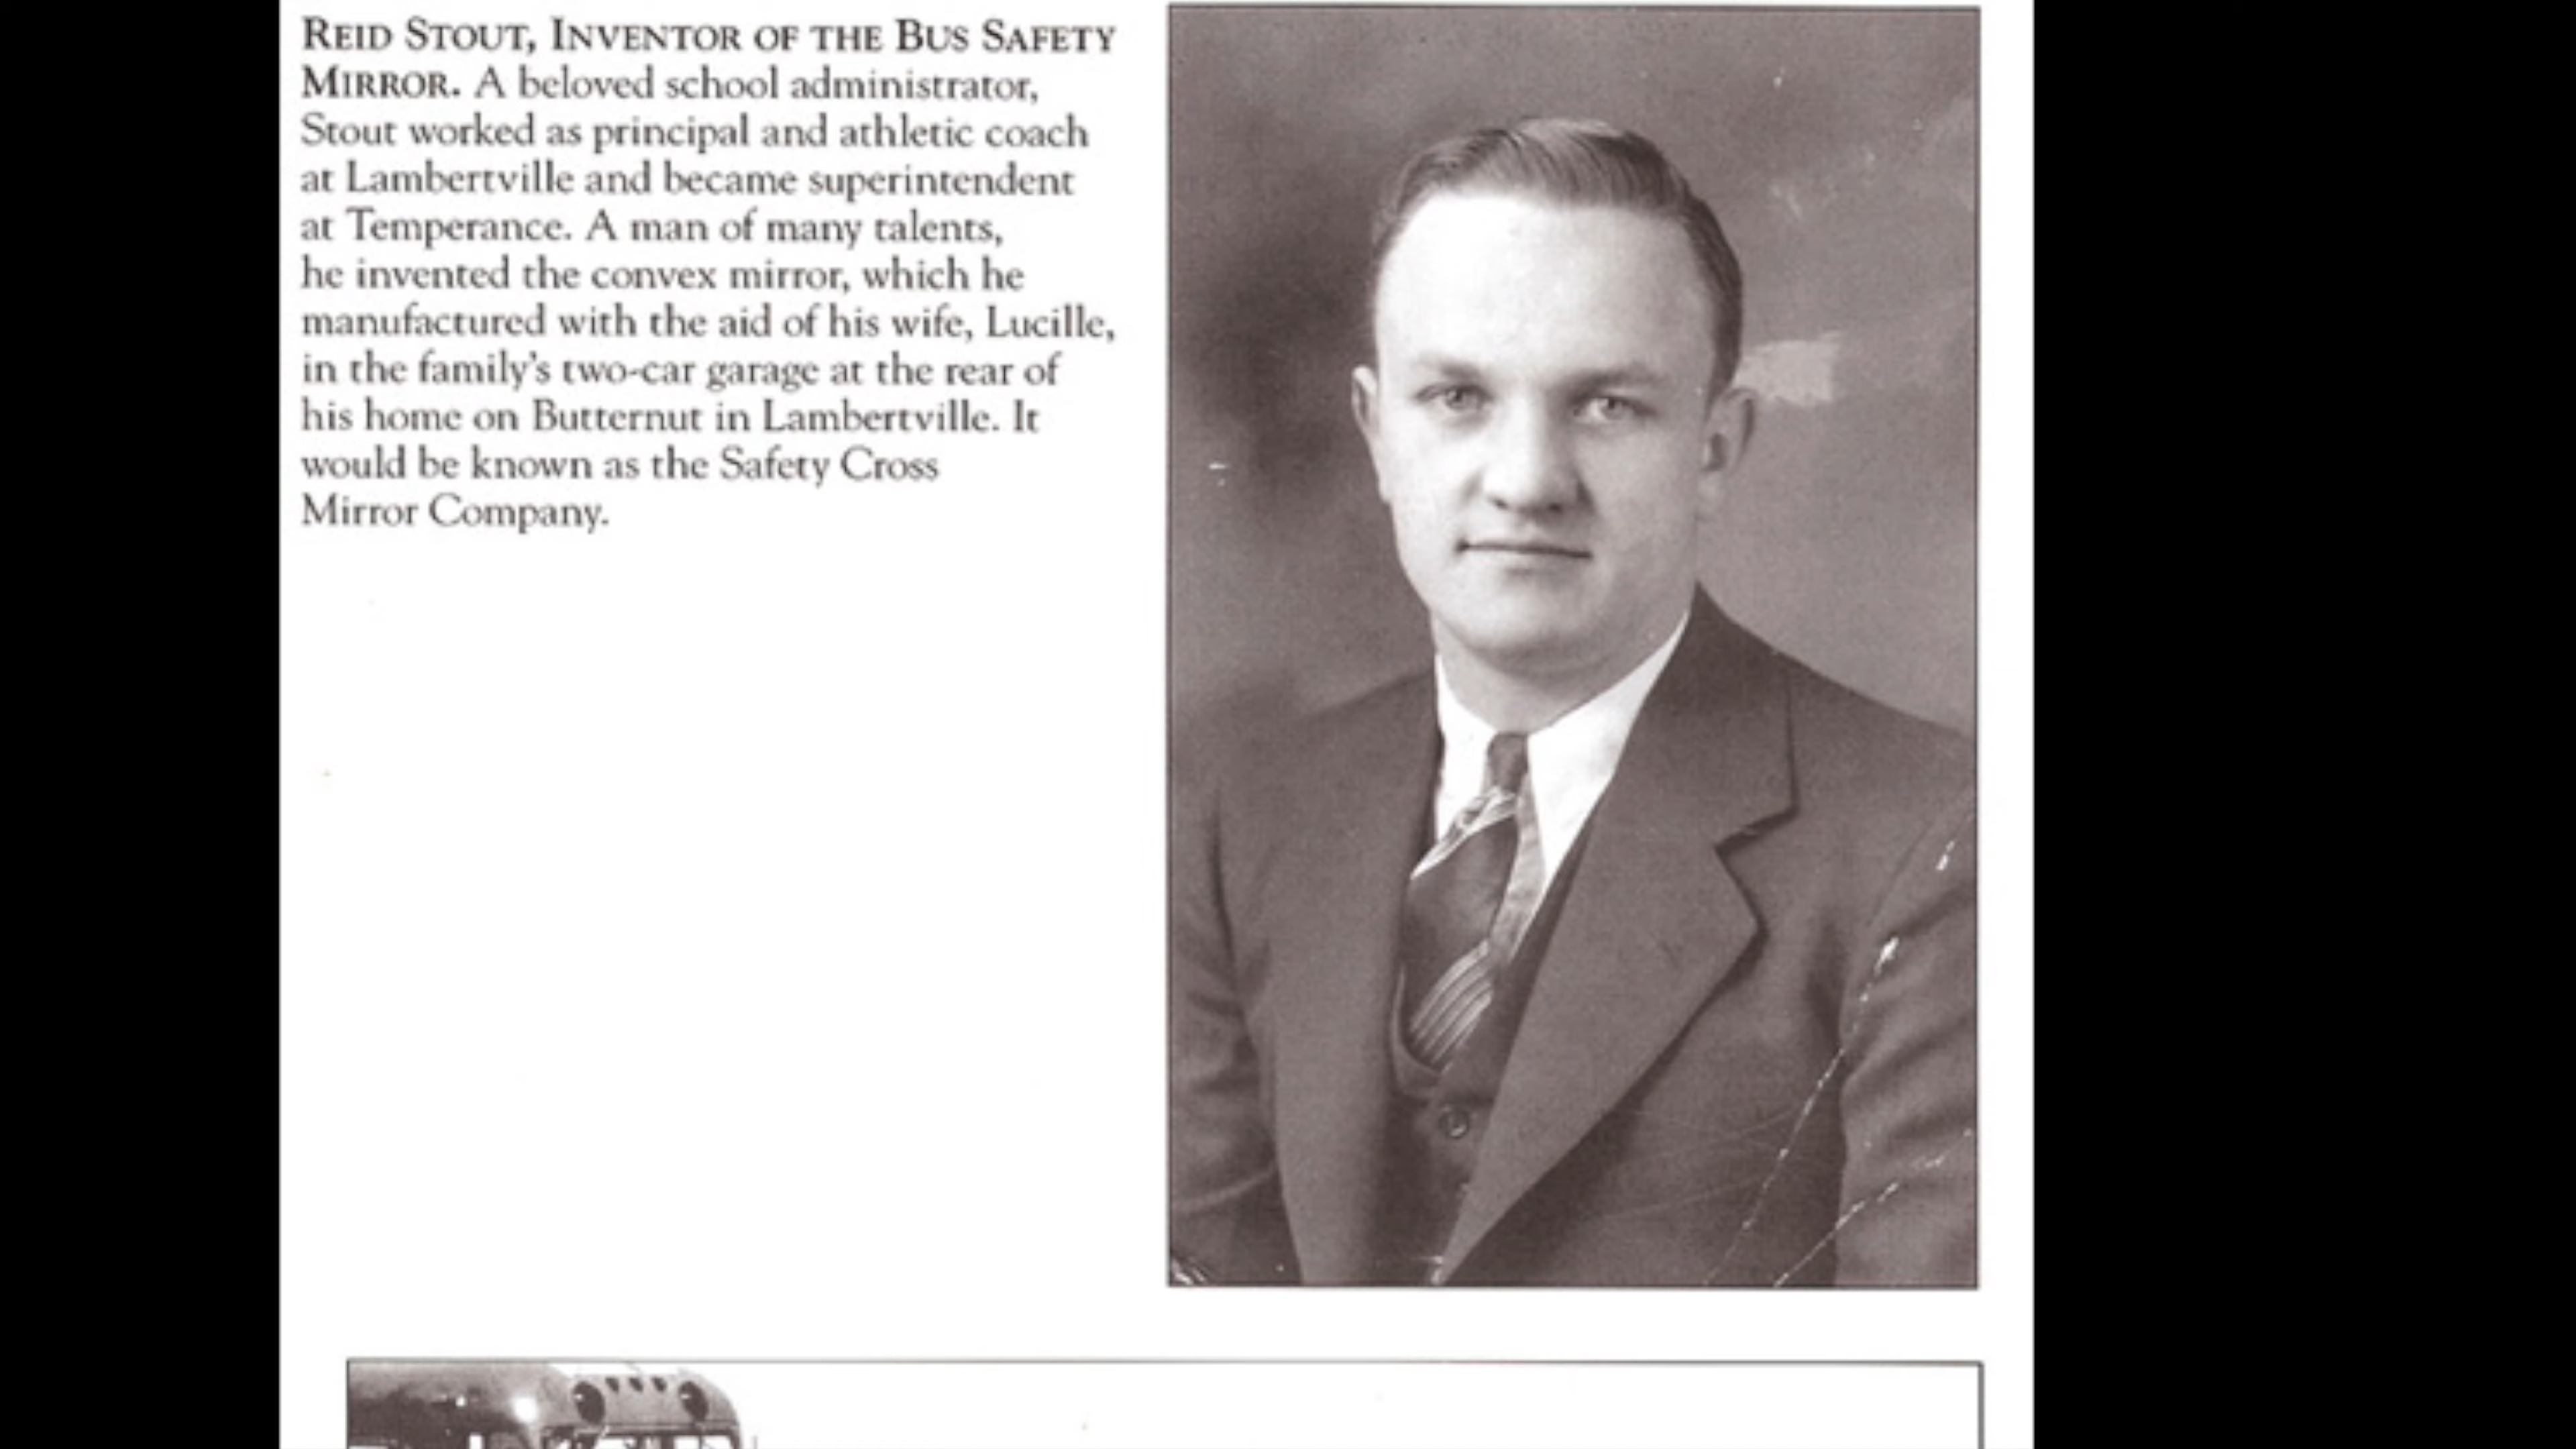 REID STOUT, INVENTOR OF THE BUS SAFETY
MIRROR. A beloved school administrator,
Stout worked as principal and athletic coach
at Lambertville and became superintendent
at Temperance. A man of many talents,
he invented the convex mirror, which he
manufactured with the aid of his wife, Lucille,
in the family's two-car garage at the rear of
his home on Butternut in Lambertville. It
would be known as the Safety Cross
Mirror Company.